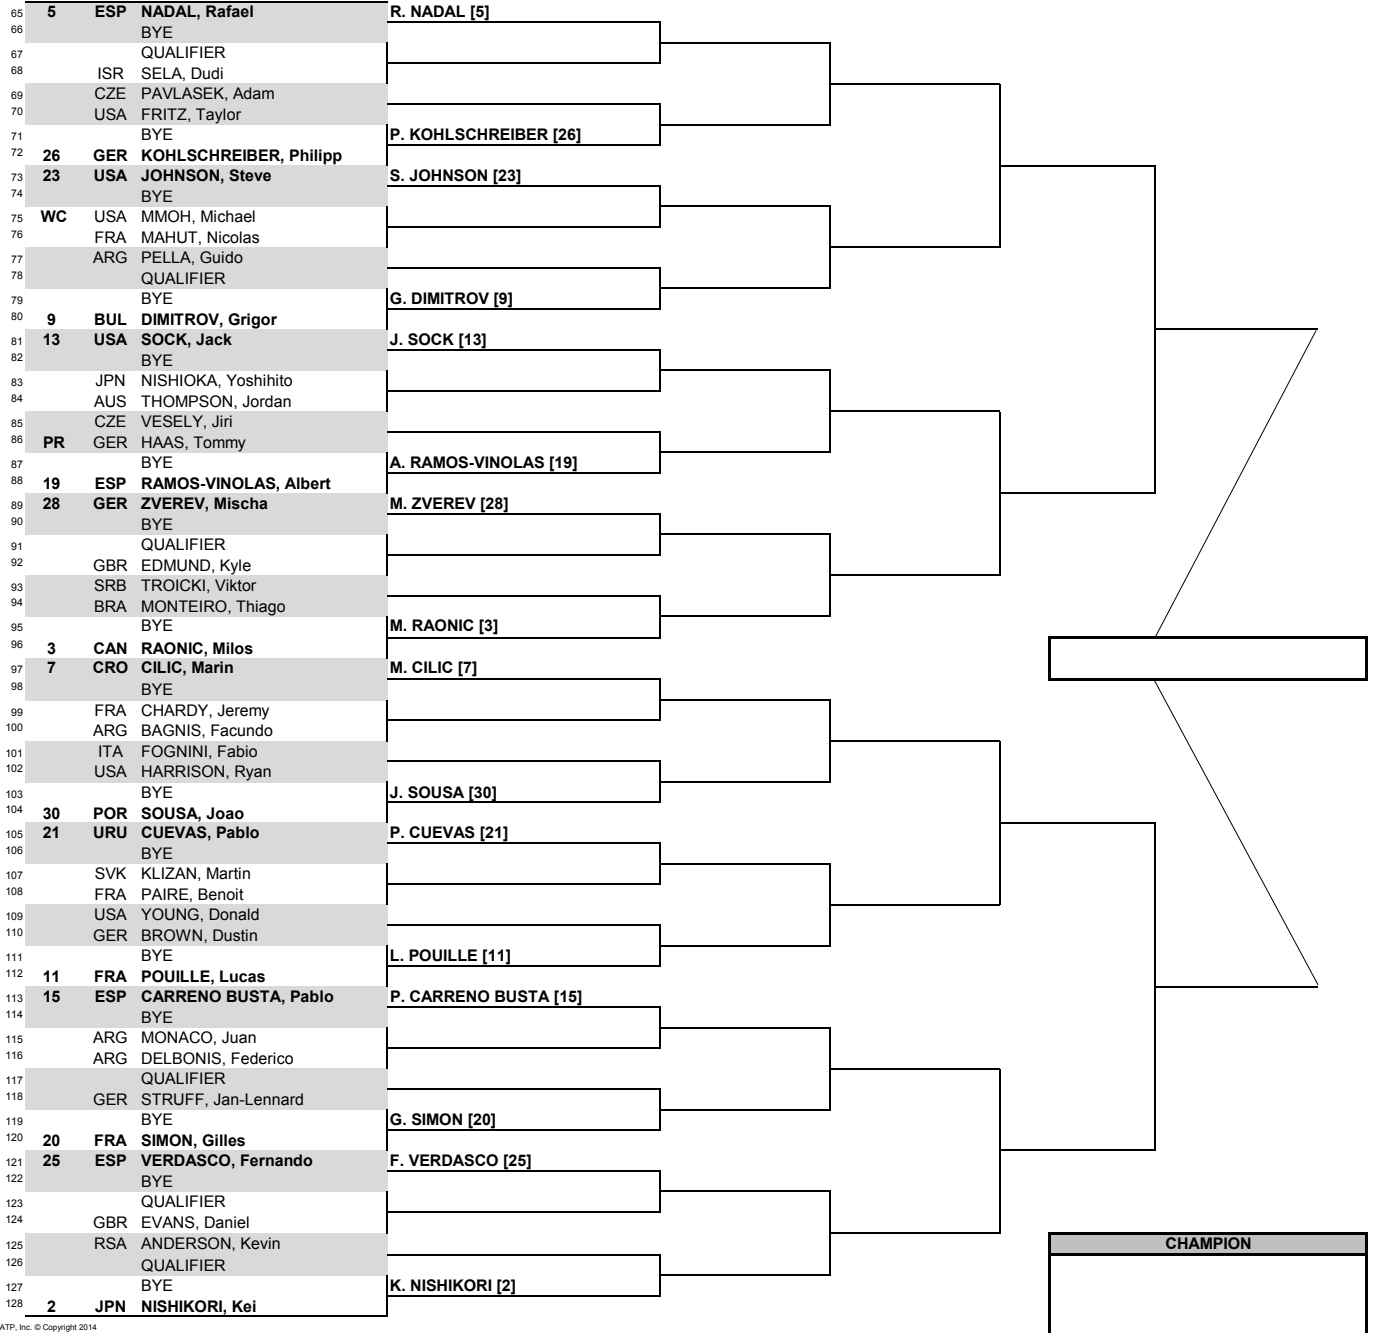 65 5 ESP NADAL, Rafael R. NADAL [5]
66 BYE
67 QUALIFIER
68 ISR SELA, Dudi
69 CZE PAVLASEK, Adam
70 USA FRITZ, Taylor
71 BYE P. KOHLSCHREIBER [26]
72 26 GER KOHLSCHREIBER, Philipp
73 23 USA JOHNSON, Steve S. JOHNSON [23]
74 BYE
75 WC USA MMOH, Michael
76 FRA MAHUT, Nicolas
77 ARG PELLA, Guido
78 QUALIFIER
79 BYE G. DIMITROV [9]
80 9 BUL DIMITROV, Grigor
81 13 USA SOCK, Jack J. SOCK [13]
82 BYE
83 JPN NISHIOKA, Yoshihito
84 AUS THOMPSON, Jordan
85 CZE VESELY, Jiri
86 PR GER HAAS, Tommy
87 BYE A. RAMOS-VINOLAS [19]
88 19 ESP RAMOS-VINOLAS, Albert
89 28 GER ZVEREV, Mischa M. ZVEREV [28]
90 BYE
91 QUALIFIER
92 GBR EDMUND, Kyle
93 SRB TROICKI, Viktor
94 BRA MONTEIRO, Thiago
95 BYE M. RAONIC [3]
96 3 CAN RAONIC, Milos
97 7 CRO CILIC, Marin M. CILIC [7]
98 BYE
99 FRA CHARDY, Jeremy
100 ARG BAGNIS, Facundo
101 ITA FOGNINI, Fabio
102 USA HARRISON, Ryan
103 BYE J. SOUSA [30]
104 30 POR SOUSA, Joao
105 21 URU CUEVAS, Pablo P. CUEVAS [21]
106 BYE
107 SVK KLIZAN, Martin
108 FRA PAIRE, Benoit
109 USA YOUNG, Donald
110 GER BROWN, Dustin
111 BYE L. POUILLE [11]
112 11 FRA POUILLE, Lucas
113 15 ESP CARRENO BUSTA, Pablo P. CARRENO BUSTA [15]
114 BYE
115 ARG MONACO, Juan
116 ARG DELBONIS, Federico
117 QUALIFIER
118 GER STRUFF, Jan-Lennard
119 BYE G. SIMON [20]
120 20 FRA SIMON, Gilles
121 25 ESP VERDASCO, Fernando F. VERDASCO [25]
122 BYE
123 QUALIFIER
124 GBR EVANS, Daniel
125 RSA ANDERSON, Kevin CHAMPION
126 QUALIFIER
127 BYE K. NISHIKORI [2]
128 2 JPN NISHIKORI, Kei
ATP, Inc. © Copyright 2014